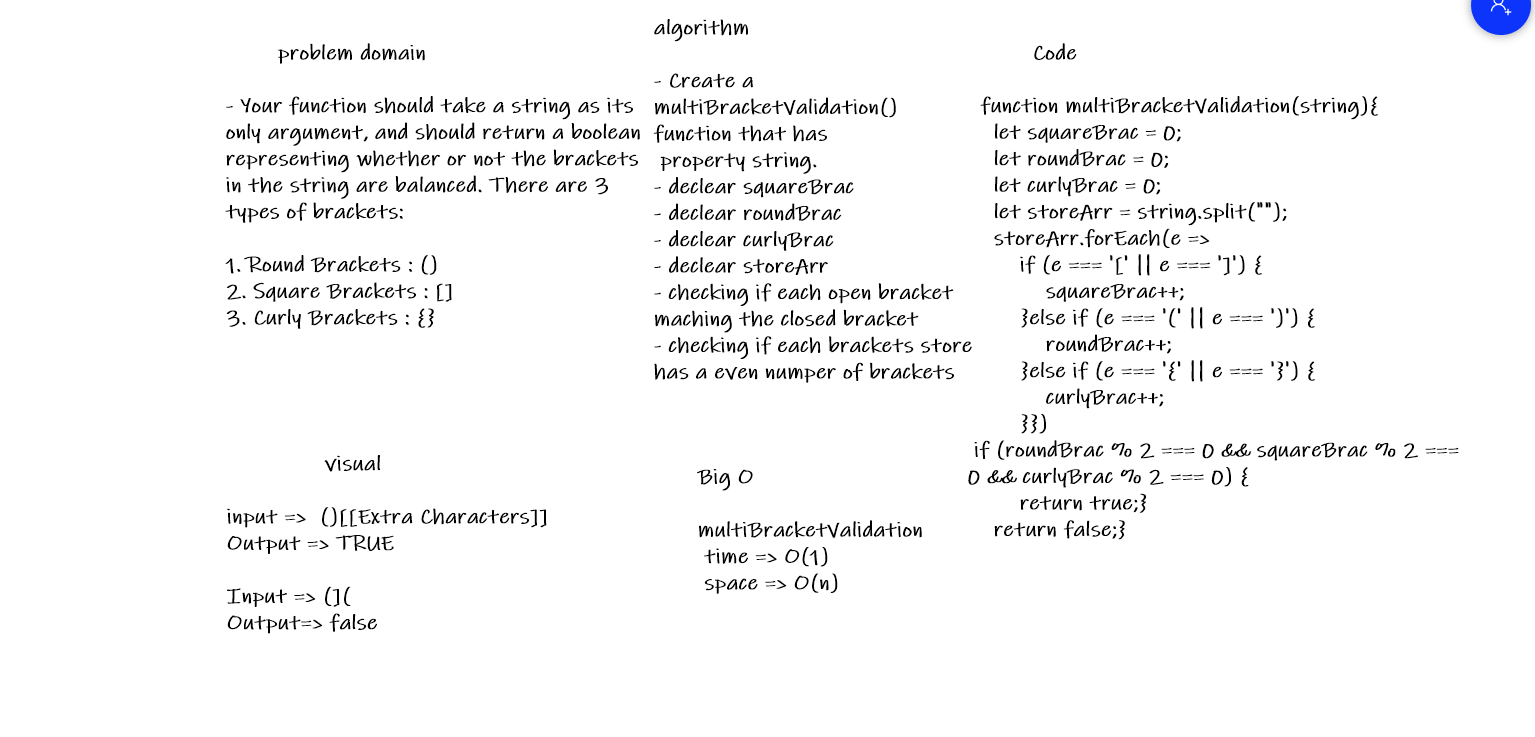 problem domain
- Your function should take a string as its
only argument, and should return a boolean
representing whether or not the brackets
in the string are balanced. There are 3
types of brackets:
1. Round Brackets : ()
2. Square Brackets : []
3. Curly Brackets : {}
visual
input =>  ()[[Extra Characters]]
Output => TRUE
Input => (](
Output=> false
algorithm
- Create a
multiBracketValidation()
function that has
property string.
- declear squareBrac
- declear roundBrac
- declear curlyBrac
- declear storeArr
- checking if each open bracket
maching the closed bracket
- checking if each brackets store
has a even numper of brackets
Big O
multiBracketValidation
time => O(1)
space => O(n)
Code
function multiBracketValidation(string){
let squareBrac = 0;
let roundBrac = 0;
let curlyBrac = 0;
let storeArr = string.split("");
storeArr.forEach(e =>
if (e === '[' || e === ']') {
squareBrac++;
}else if (e === '(' || e === ')') {
roundBrac++;
}else if (e === '{' || e === '}') {
curlyBrac++;
}})
if (roundBrac % 2 === 0 && squareBrac % 2 ===
0 && curlyBrac % 2 === 0) {
return true;}
return false;}